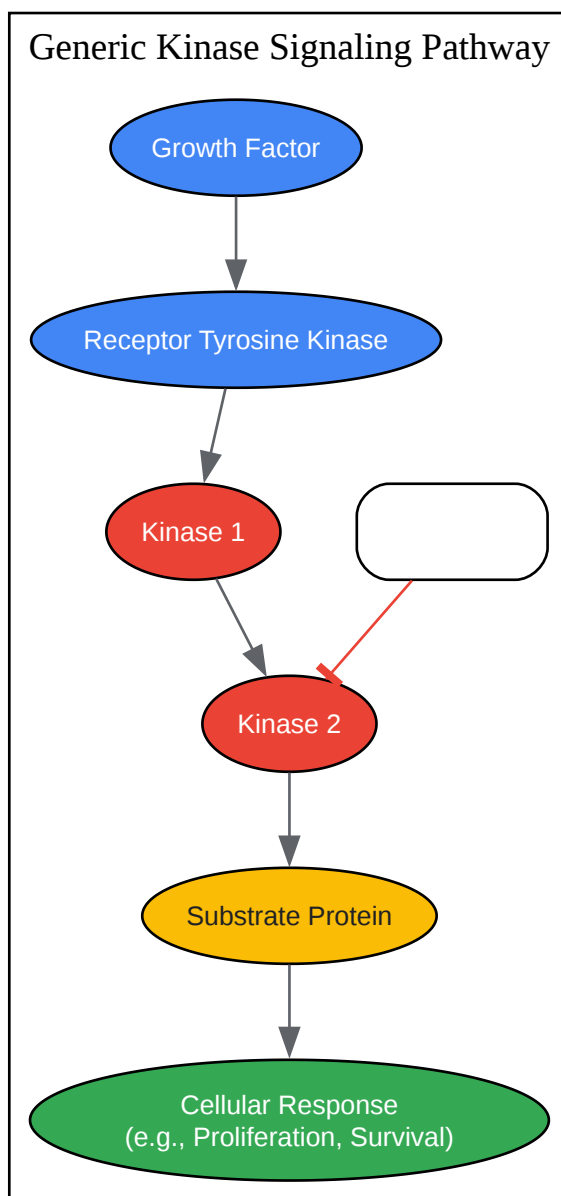 Generic Kinase Signaling Pathway
Growth Factor
Receptor Tyrosine Kinase
Kinase 1
Kinase 2
Substrate Protein
Cellular Response
(e.g., Proliferation, Survival)